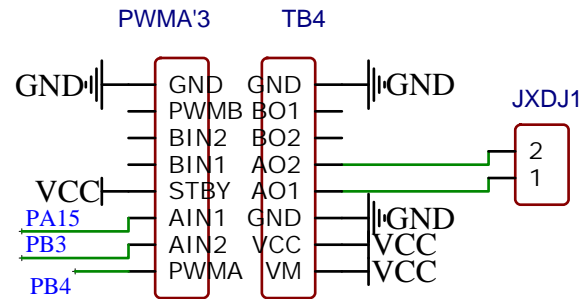 PWMA'3 TB4
GND GND GND GND
PWMB BO1
JXDJ1
BIN2 BO2
BIN1 AO2 2
VCC STBY AO1 1
PA15 AIN1 GND GND
PB3 AIN2 VCC VCC
PB4 PWMA VM VCC